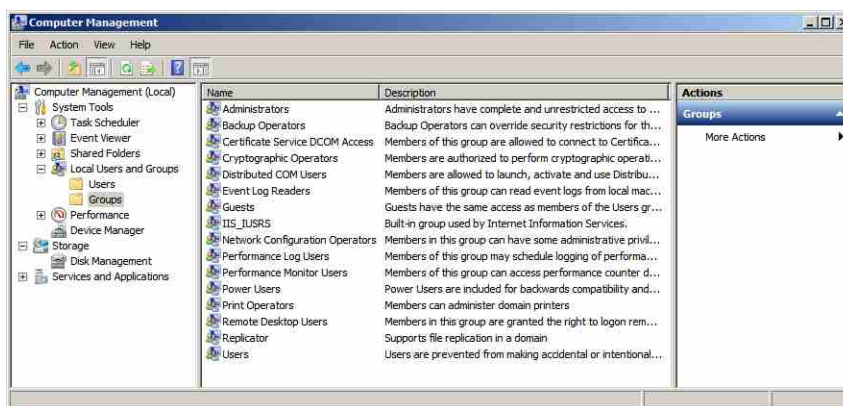 Computer Management
File Action View Help
Computer Management (Local)
System Tools
Task Scheduler
Event Viewer
Shared Folders
Local Users and Groups
Users
Groups
Performance
Device Manager
Storage
Disk Management
Services and Applications
Name Description
Administrators Administrators have complete and unrestricted access to ...
Backup Operators Backup Operators can override security restrictions for th...
Certificate Service DCOM Access Members of this group are allowed to connect to Certifica...
Cryptographic Operators Members are authorized to perform cryptographic operati...
Distributed COM Users Members are allowed to launch, activate and use Distribu...
Event Log Readers Members of this group can read event logs from local mac...
Guests Guests have the same access as members of the Users gr...
IIS_IUSRS Built-in group used by Internet Information Services.
Network Configuration Operators Members in this group can have some administrative privil...
Performance Log Users Members of this group may schedule logging of performa...
Performance Monitor Users Members of this group can access performance counter d...
Power Users Power Users are included for backwards compatibility and...
Print Operators Members can administer domain printers
Remote Desktop Users Members in this group are granted the right to logon rem...
Replicator Supports file replication in a domain
Users Users are prevented from making accidental or intentional...
Actions
Groups
More Actions